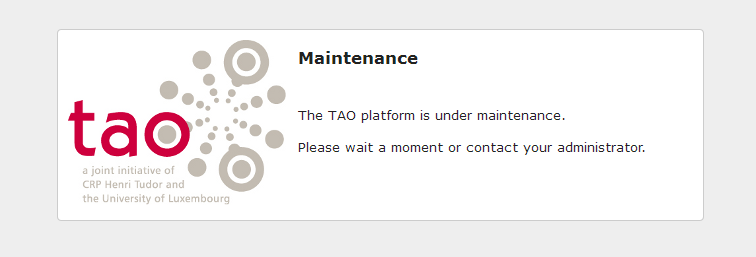 Maintenance
The TAO platform is under maintenance.
Please wait a moment or contact your administrator.
tao
a joint initiative of
CRP Henri Tudor and
the University of Luxembourg